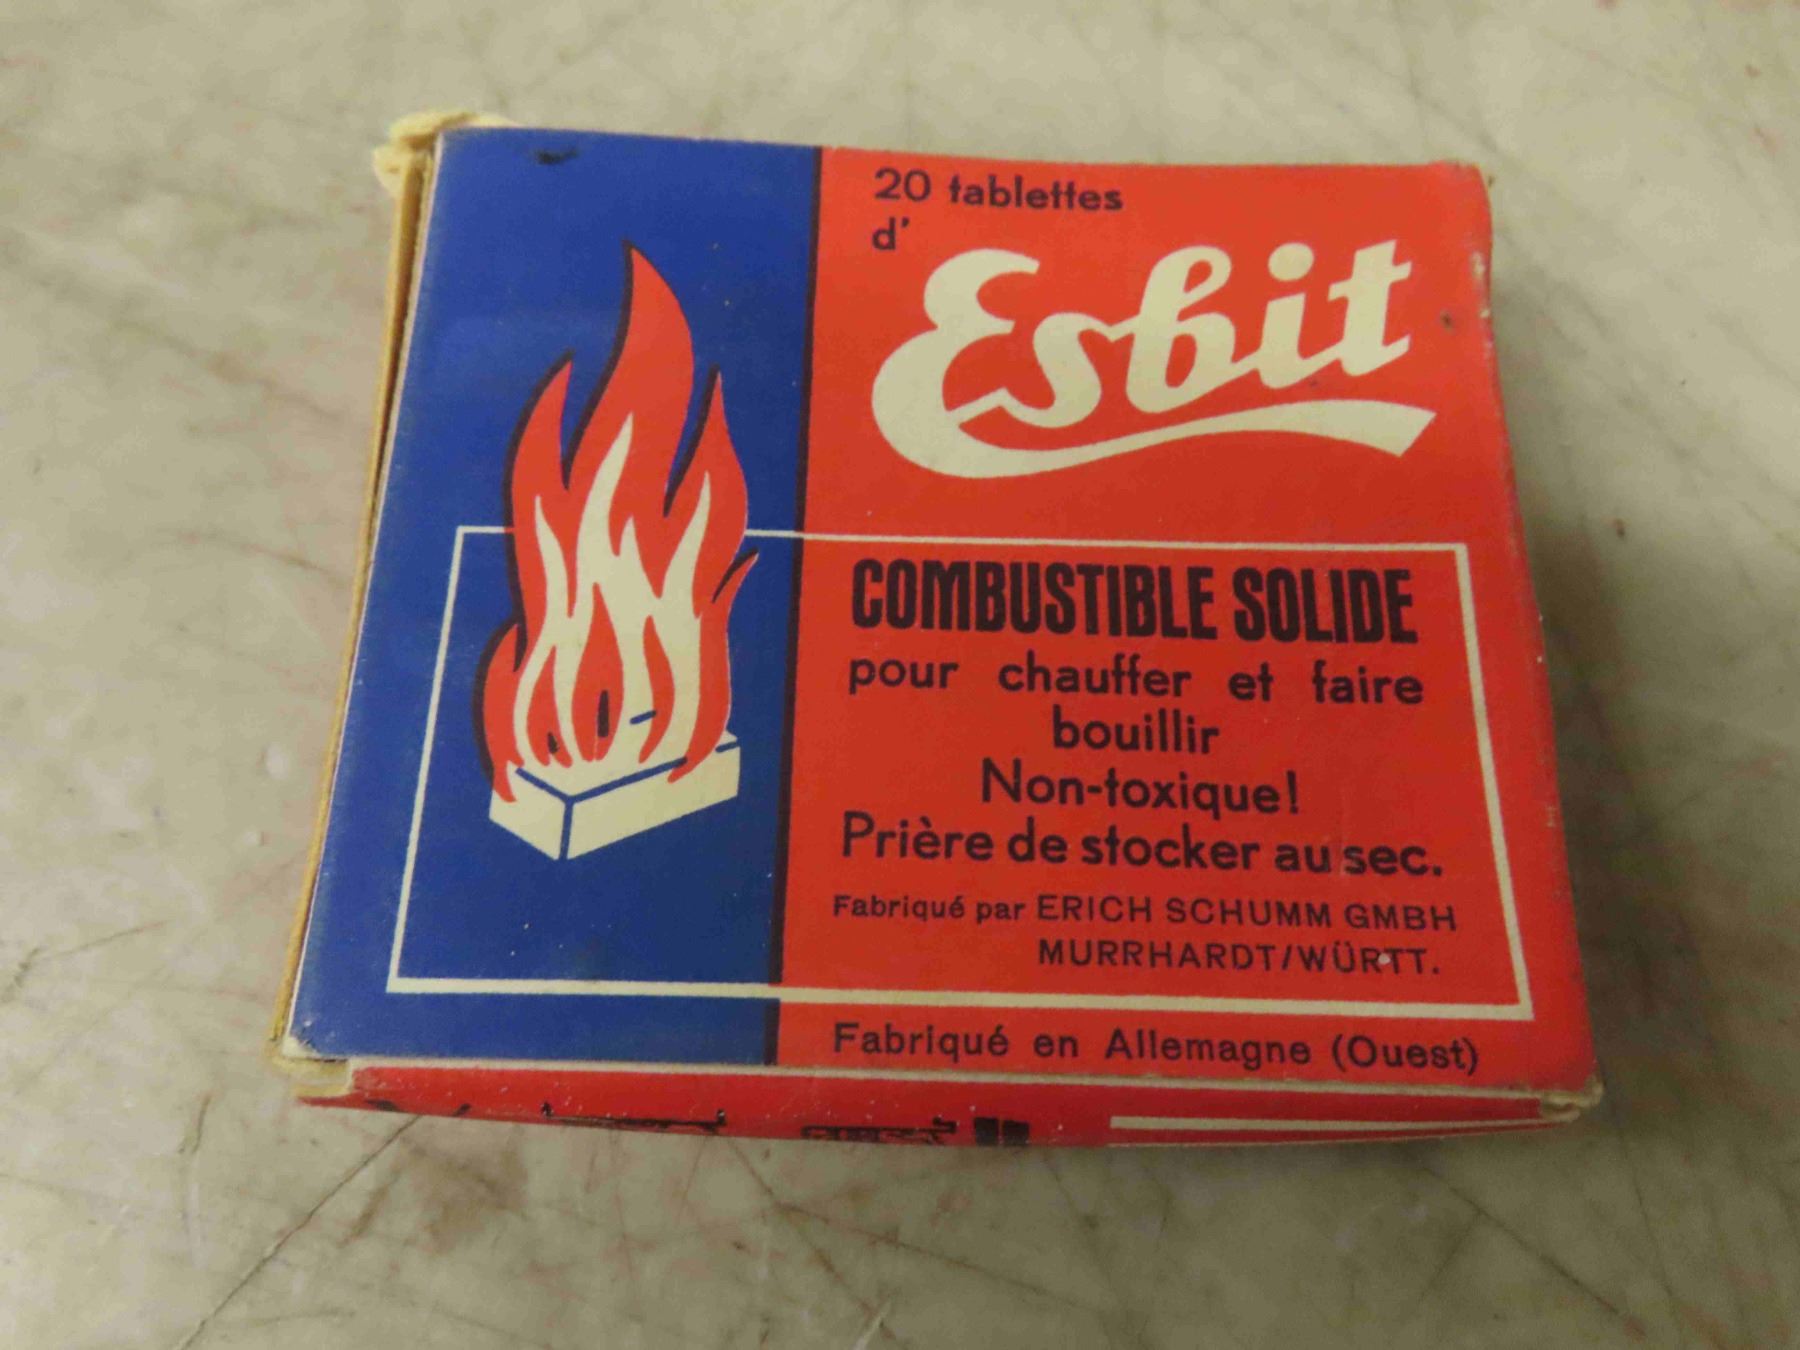 20 tablettes
d'
Esbit
COMBUSTIBLE SOLIDE
pour chauffer et faire
bouillir
Non-toxique!
Prière de stocker au sec.
Fabriqué par ERICH SCHUMM GMBH
MURRHARDT/WÜRTT.
Fabriqué en Allemagne (Ouest)